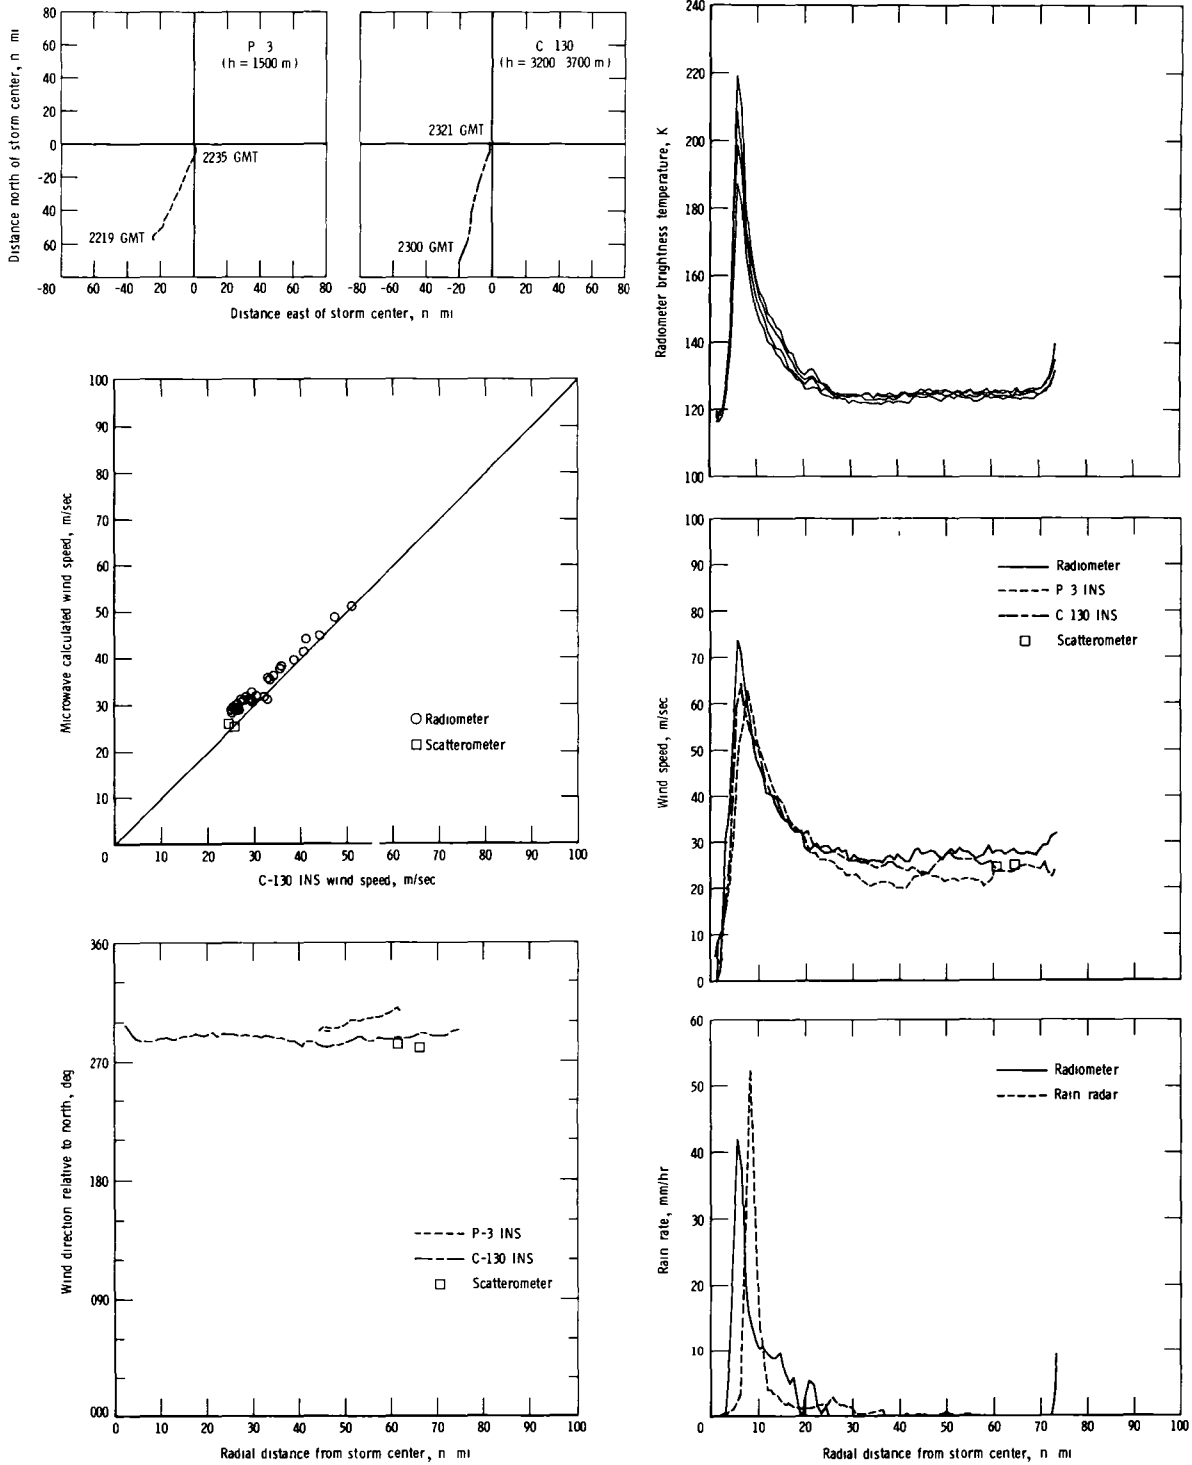 P 3
(h = 1500 m)
80
60
40
20
0
-20
40
60
80
Distance north of storm center, n mi
2235 GMT
2219 GMT
-80 60 40 -20 0 20 40 60 80
C 130
(h = 3200 3700 m)
2321 GMT
2300 GMT
60 -40 -20 0 20 40 60 80
Distance east of storm center, n mi
240
220
200
180
160
140
120
100
Radiometer brightness temperature, K
100
90
80
70
60
50
40
30
20
10
0 10 20 30 40 50 60 70 80 90 100
Microwave calculated wind speed, m/sec
Radiometer
Scatterometer
C-130 INS wind speed, m/sec
100
90
80
70
60
50
40
30
20
10
0
Wind speed, m/sec
Radiometer
P 3 INS
C 130 INS
Scatterometer
360
270
180
090
000
Wind direction relative to north, deg
P-3 INS
C-130 INS
Scatterometer
0 10 20 30 40 50 60 70 80 90 100
Radial distance from storm center, n mi
60
50
40
30
20
10
Rain rate, mm/hr
Radiometer
Rain radar
0 10 20 30 40 50 60 70 80 90 100
Radial distance from storm center, n mi